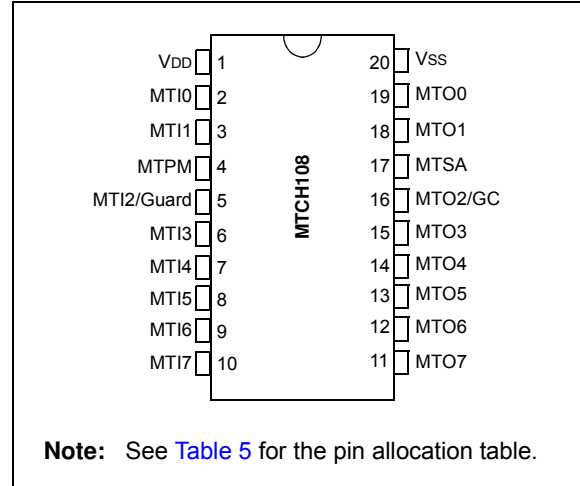 VDD 1 20 VSS
MTI0 2 19 MTO0
MTI1 3 18 MTO1
MTPM 4 17 MTSA
MTI2/Guard 5 16 MTO2/GC
MTI3 6 15 MTO3
MTI4 7 14 MTO4
MTI5 8 13 MTO5
MTI6 9 12 MTO6
MTI7 10 11 MTO7
MTCH108
Note: See Table 5 for the pin allocation table.